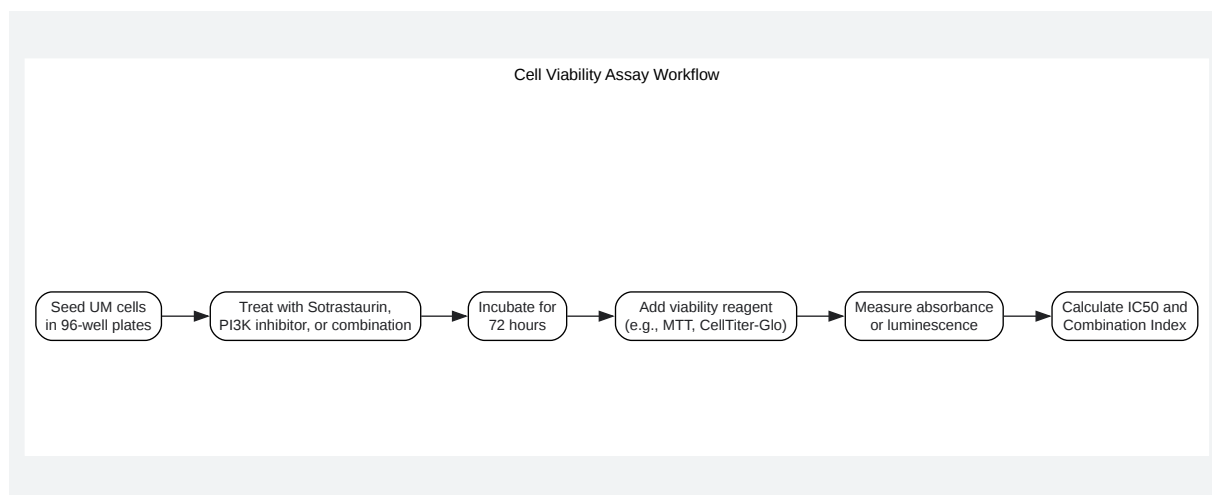 Cell Viability Assay Workflow
Seed UM cells
in 96-well plates
Treat with Sotrastaurin,
PI3K inhibitor, or combination
Incubate for
72 hours
Add viability reagent
(e.g., MTT, CellTiter-Glo)
Measure absorbance
or luminescence
Calculate IC50 and
Combination Index